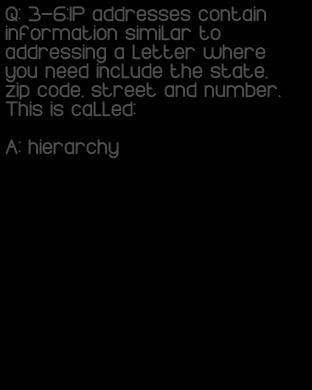 Q: 3-6:IP addresses contain
information similar to
addressing a letter where
you need include the state,
zip code, street and number.
This is called:
A: hierarchy